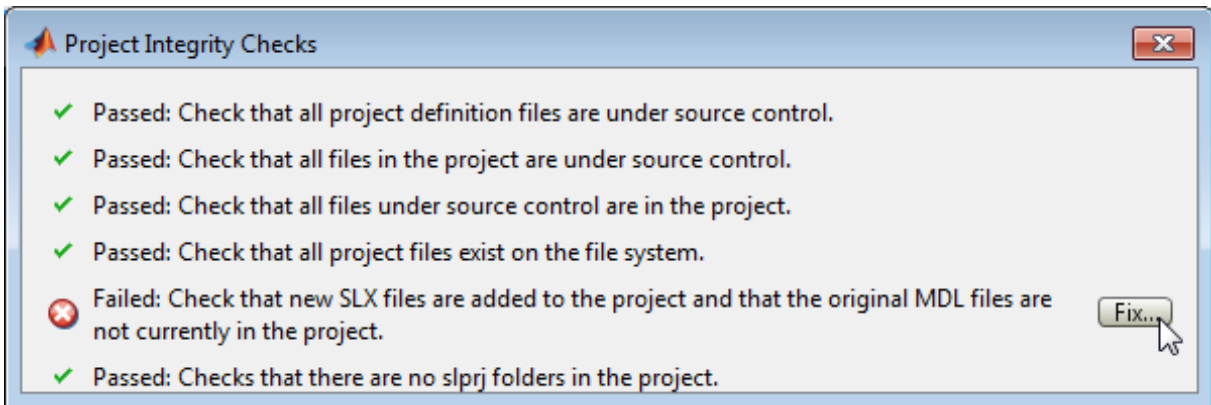 Project Integrity Checks
Passed: Check that all project definition files are under source control.
Passed: Check that all files in the project are under source control.
Passed: Check that all files under source control are in the project.
Passed: Check that all project files exist on the file system.
Failed: Check that new SLX files are added to the project and that the original MDL files are
not currently in the project.
Fix...
Passed: Checks that there are no slprj folders in the project.